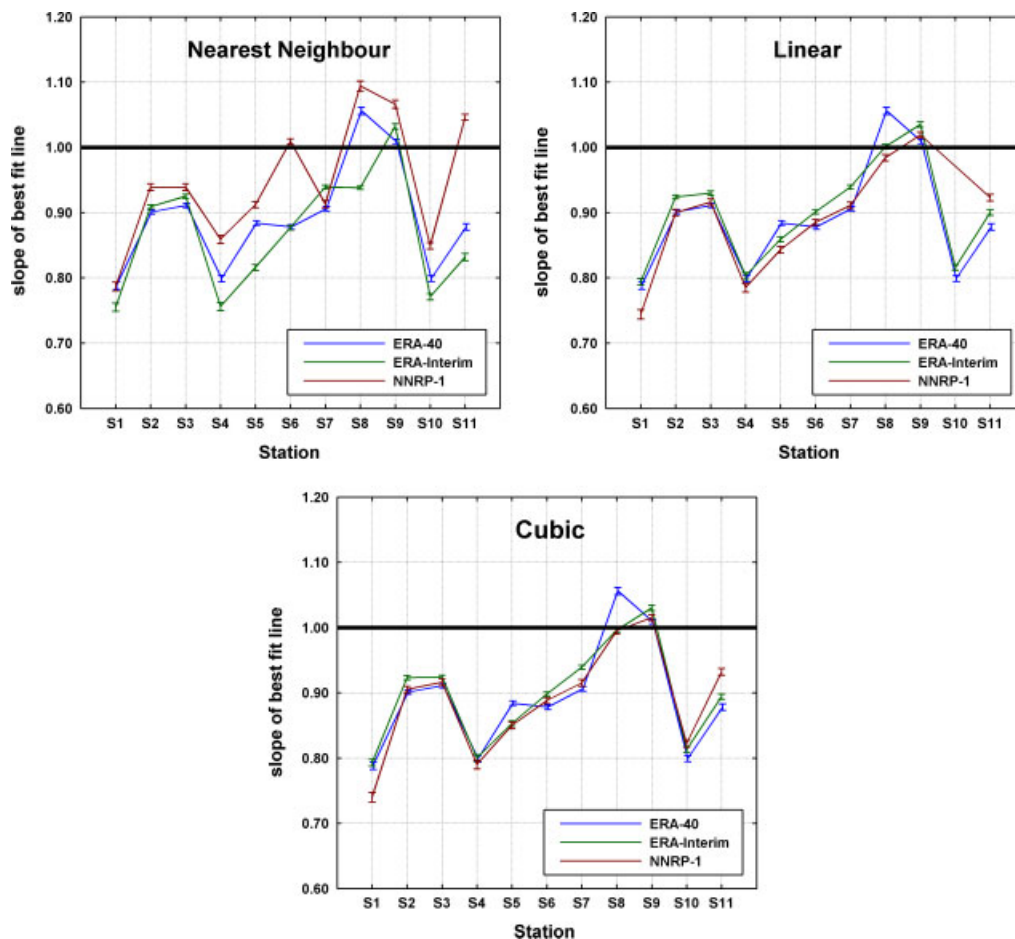 Nearest Neighbour
slope of best fit line
1.20
1.10
1.00
0.90
0.80
0.70
0.60
ERA-40
ERA-Interim
NNRP-1
S1 S2 S3 S4 S5 S6 S7 S8 S9 S10 S11
Station
Linear
slope of best fit line
1.20
1.10
1.00
0.90
0.80
0.70
0.60
ERA-40
ERA-Interim
NNRP-1
S1 S2 S3 S4 S5 S6 S7 S8 S9 S10 S11
Station
Cubic
slope of best fit line
1.20
1.10
1.00
0.90
0.80
0.70
0.60
ERA-40
ERA-Interim
NNRP-1
S1 S2 S3 S4 S5 S6 S7 S8 S9 S10 S11
Station